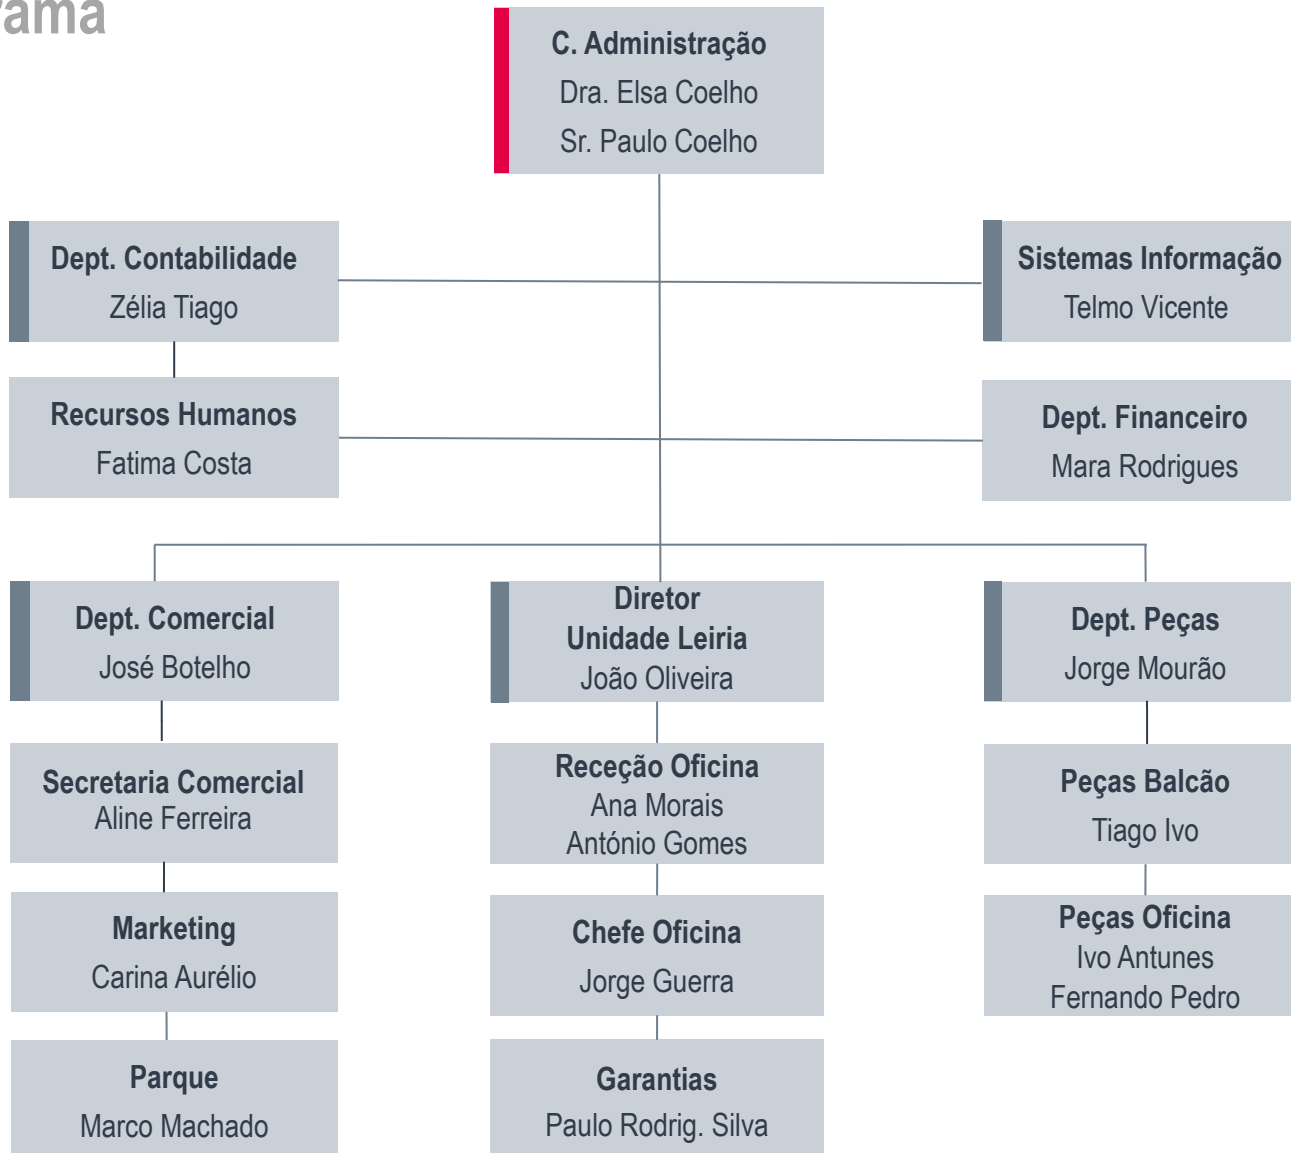 rama
C. Administração
Dra. Elsa Coelho
Sr. Paulo Coelho
Dept. Contabilidade
Zélia Tiago
Sistemas Informação
Telmo Vicente
Recursos Humanos
Fatima Costa
Dept. Financeiro
Mara Rodrigues
Dept. Comercial
José Botelho
Diretor
Unidade Leiria
João Oliveira
Dept. Peças
Jorge Mourão
Secretaria Comercial
Aline Ferreira
Receção Oficina
Ana Morais
António Gomes
Peças Balcão
Tiago Ivo
Marketing
Carina Aurélio
Chefe Oficina
Jorge Guerra
Peças Oficina
Ivo Antunes
Fernando Pedro
Parque
Marco Machado
Garantias
Paulo Rodrig. Silva